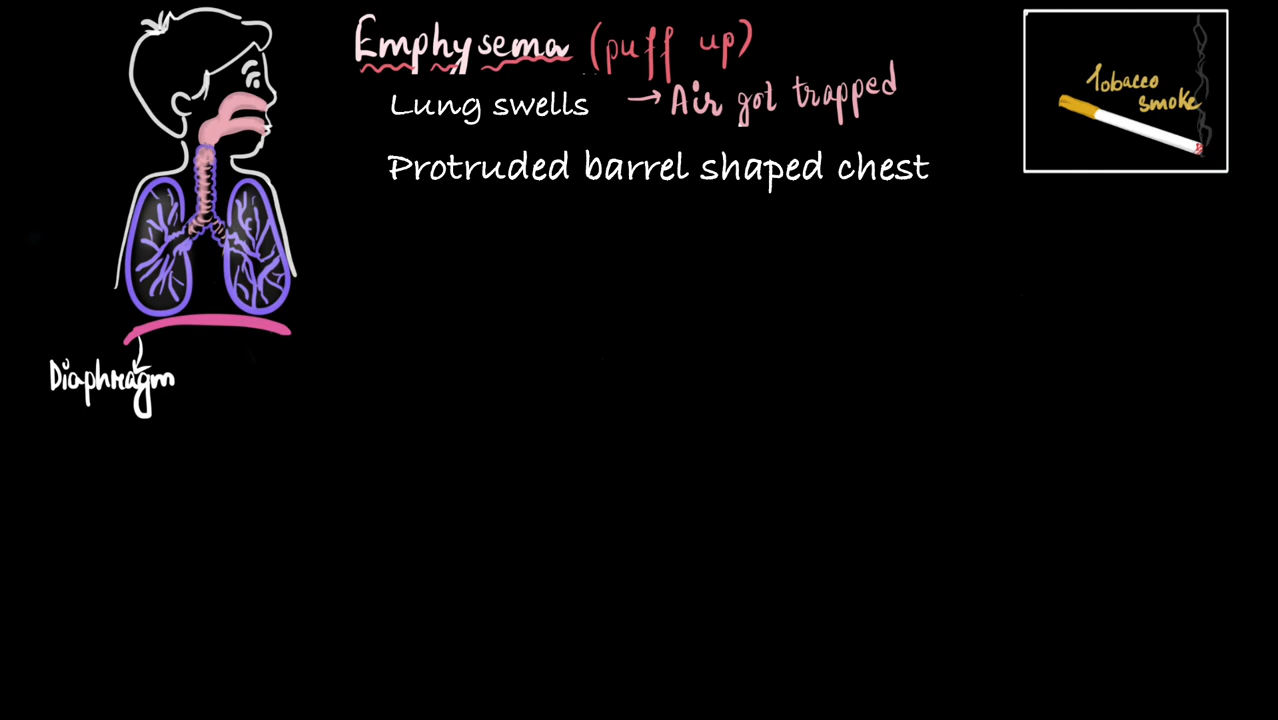 Emphysema (puff up)
Lung swells → Air got trapped
Protruded barrel shaped chest
Tobacco
smoke
Diaphragm